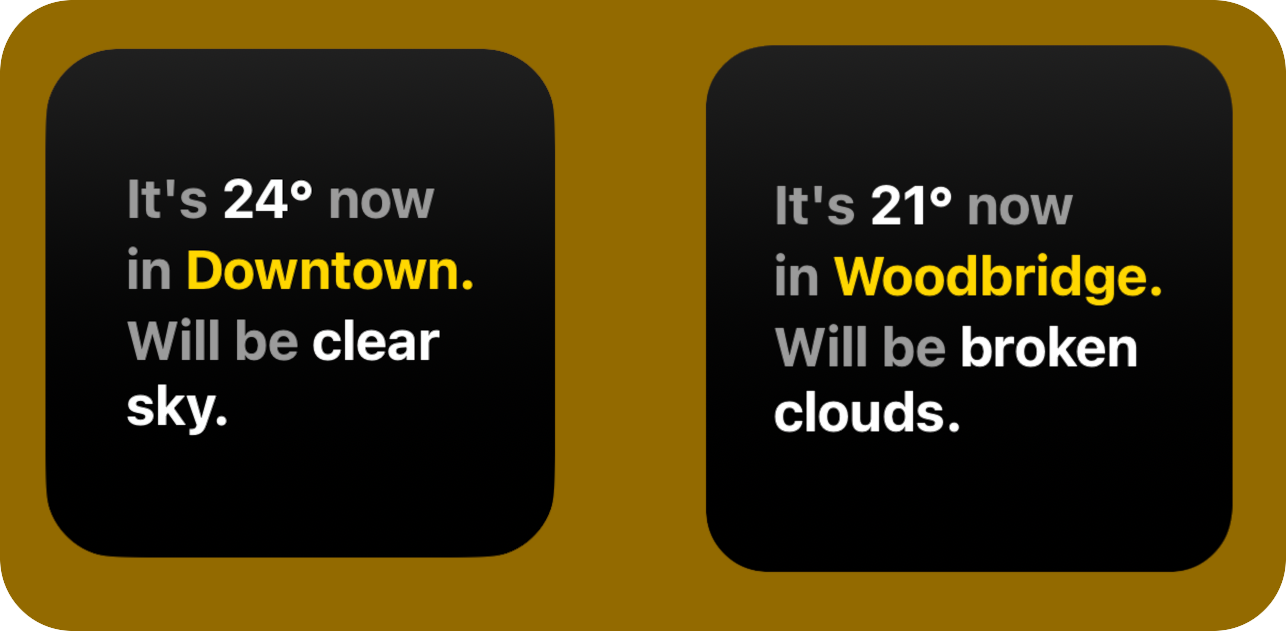 It's 24° now
in Downtown.
Will be clear
sky.
It's 21° now
in Woodbridge.
Will be broken
clouds.